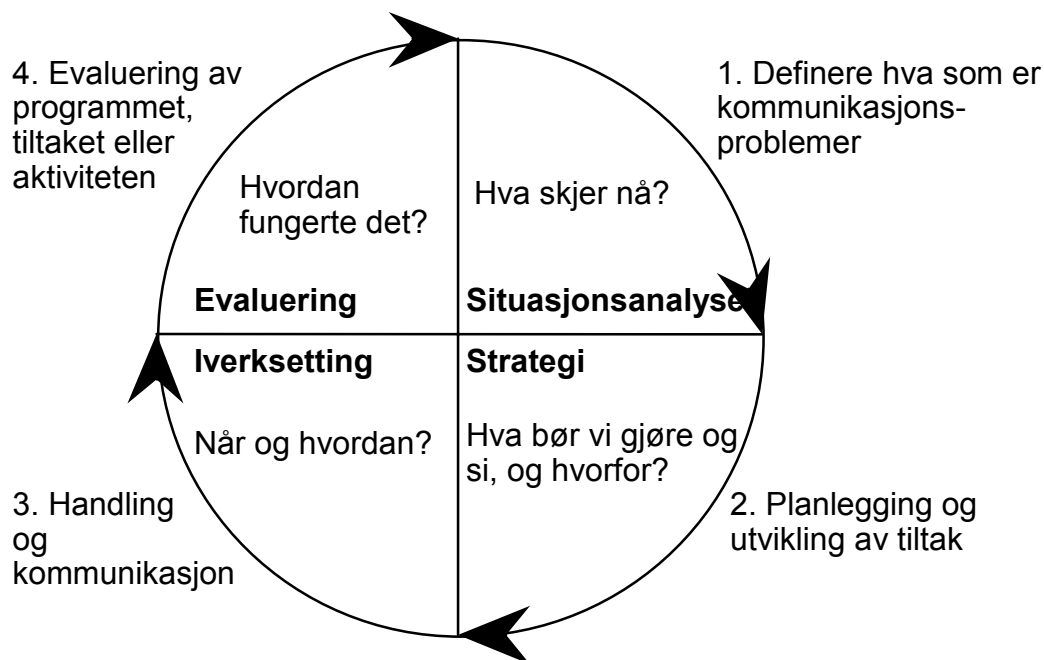 4. Evaluering av
programmet,
tiltaket eller
aktiviteten
1. Definere hva som er
kommunikasjons-
problemer
Hvordan
fungerte det?
Hva skjer nå?
Evaluering
Situasjonsanalyse
Iverksetting
Strategi
Når og hvordan?
Hva bør vi gjøre og
si, og hvorfor?
3. Handling
og
kommunikasjon
2. Planlegging og
utvikling av tiltak